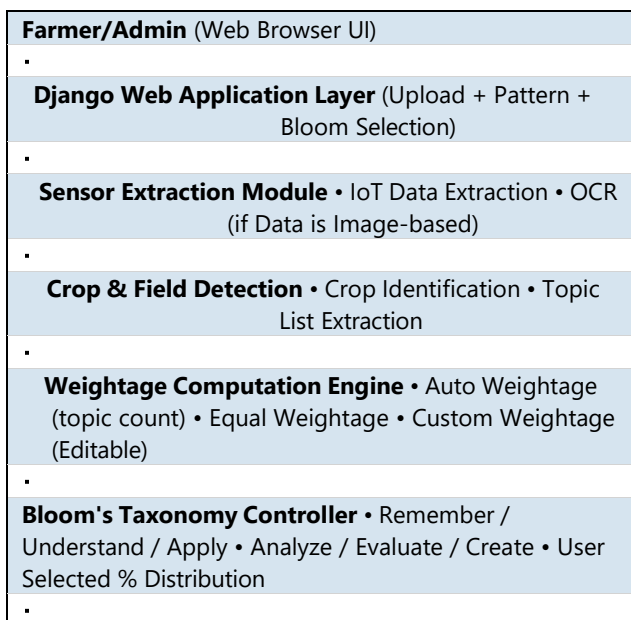 Farmer/Admin (Web Browser UI)
▪
Django Web Application Layer (Upload + Pattern +
Bloom Selection)
▪
Sensor Extraction Module • IoT Data Extraction • OCR
(if Data is Image-based)
▪
Crop & Field Detection • Crop Identification • Topic
List Extraction
▪
Weightage Computation Engine • Auto Weightage
(topic count) • Equal Weightage • Custom Weightage
(Editable)
▪
Bloom's Taxonomy Controller • Remember /
Understand / Apply • Analyze / Evaluate / Create • User
Selected % Distribution
▪